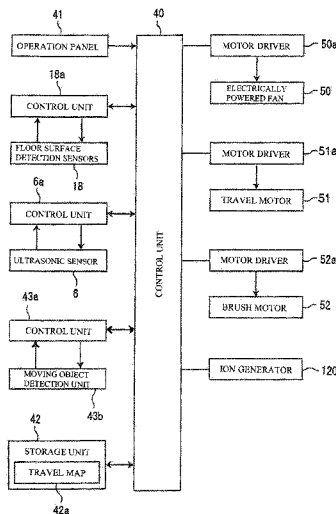 41
OPERATION PANEL
18a
CONTROL UNIT
FLOOR SURFACE
DETECTION SENSORS
18
6a
CONTROL UNIT
ULTRASONIC SENSOR
6
43a
CONTROL UNIT
MOVING OBJECT
DETECTION UNIT
43b
42
STORAGE UNIT
TRAVEL MAP
42a
40
CONTROL UNIT
MOTOR DRIVER
50a
ELECTRICALLY
POWERED FAN
50
MOTOR DRIVER
51a
TRAVEL MOTOR
51
MOTOR DRIVER
52a
BRUSH MOTOR
52
ION GENERATOR
120